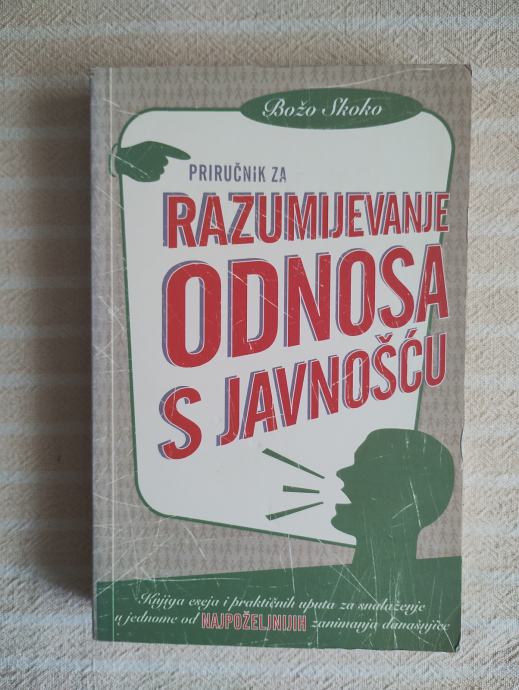 Božo Skoko
PRIRUČNIK ZA
RAZUMIJEVANJE
ODNOSA
S JAVNOŠĆU
Knjiga eseja i praktičnih uputa za snalaženje
u jednome od NAJPOŽELJNIJIH zanimanja današnjice